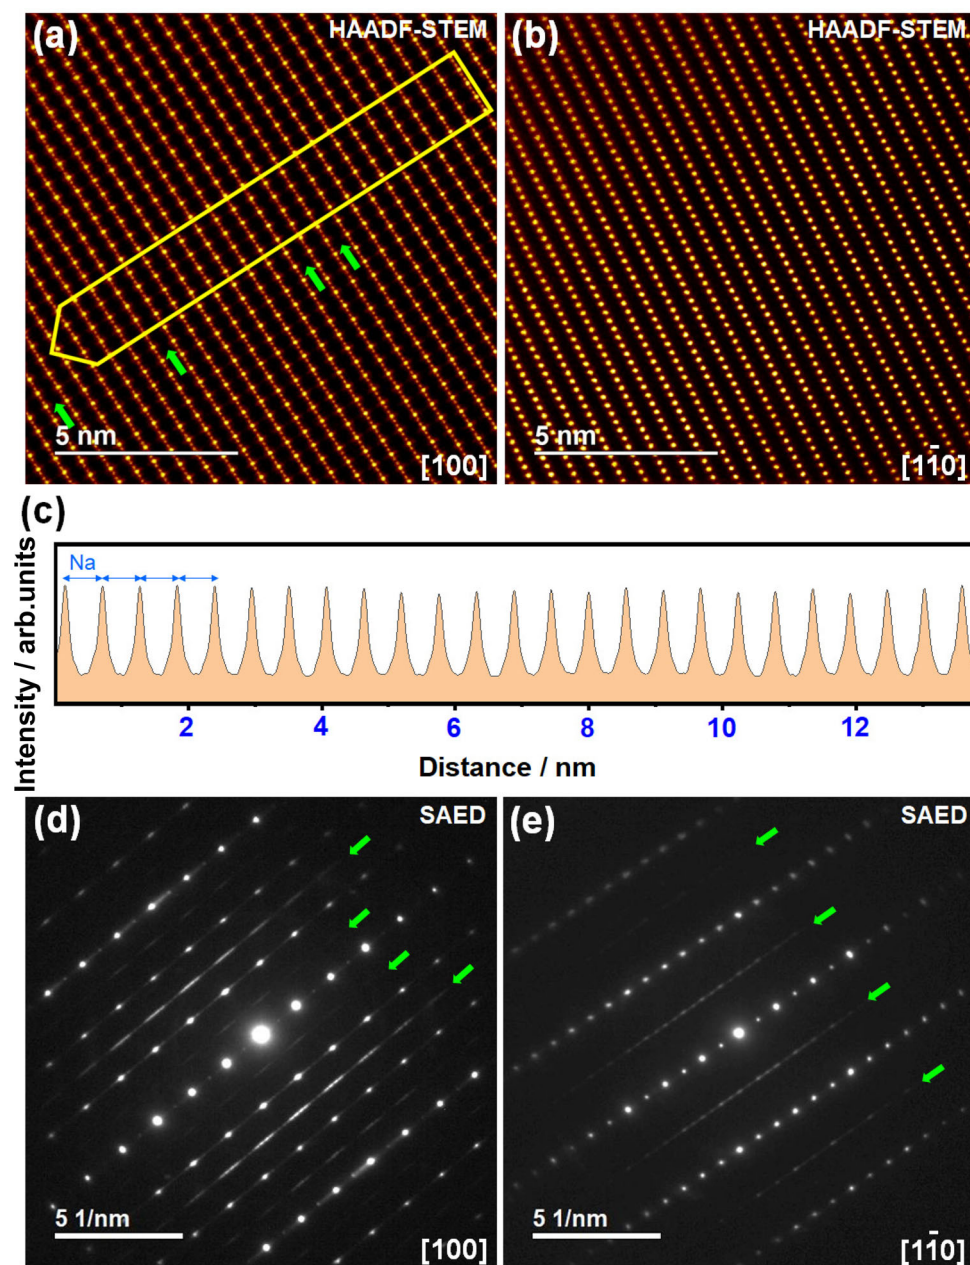 (a) HAADF-STEM
5 nm
[100]
(b) HAADF-STEM
5 nm
[11̄0]
(c)
Intensity / arb.units
Na
2 4 6 8 10 12
Distance / nm
(d) SAED
5 1/nm
[100]
(e) SAED
5 1/nm
[11̄0]